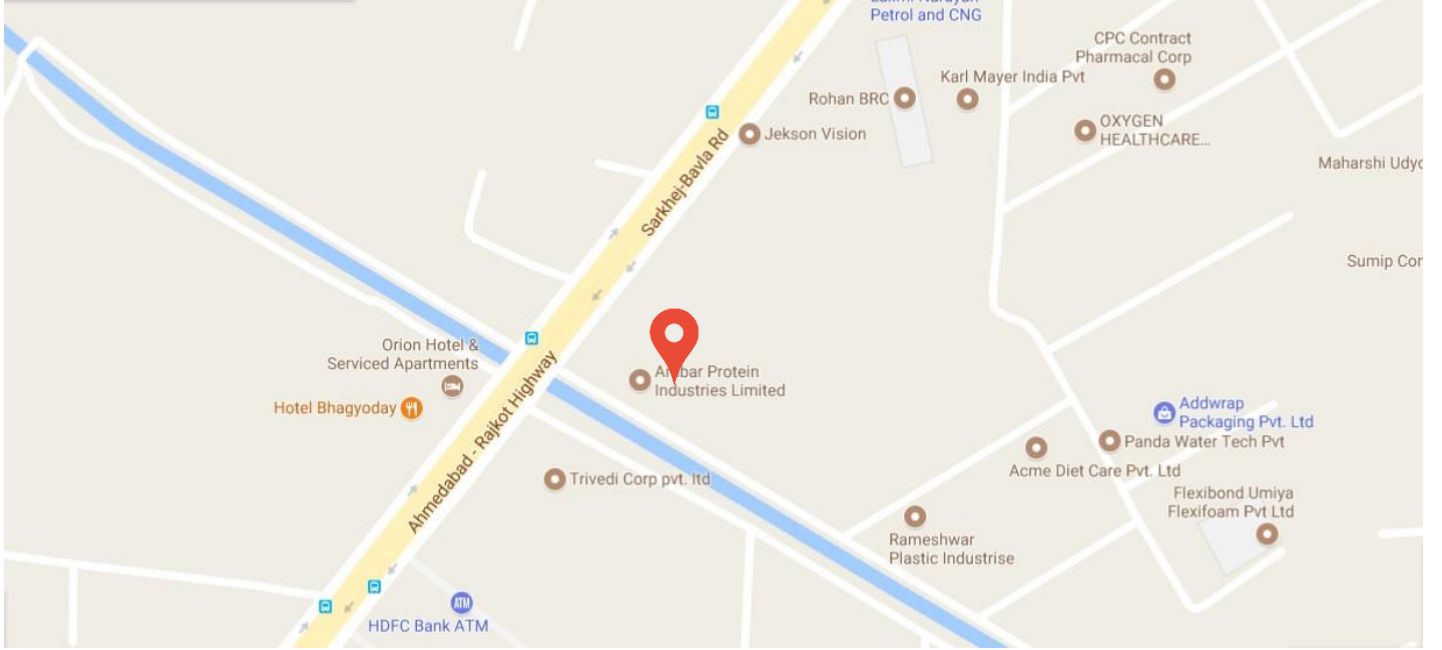 Petrol and CNG
CPC Contract
Pharmacal Corp
Karl Mayer India Pvt
Rohan BRC
OXYGEN
HEALTHCARE...
Jekson Vision
Maharshi
Sarkhej-Bavla Rd
Sumip
Orion Hotel &
Serviced Apartments
Protein
Industries Limited
Hotel Bhagyoday
Ahmedabad - Rajkot Highway
Addwrap
Packaging Pvt. Ltd
Panda Water Tech Pvt
Acme Diet Care Pvt. Ltd
Trivedi Corp pvt. ltd
Flexibond Umiya
Flexifoam Pvt Ltd
Rameshwar
Plastic Industrise
ATM
HDFC Bank ATM